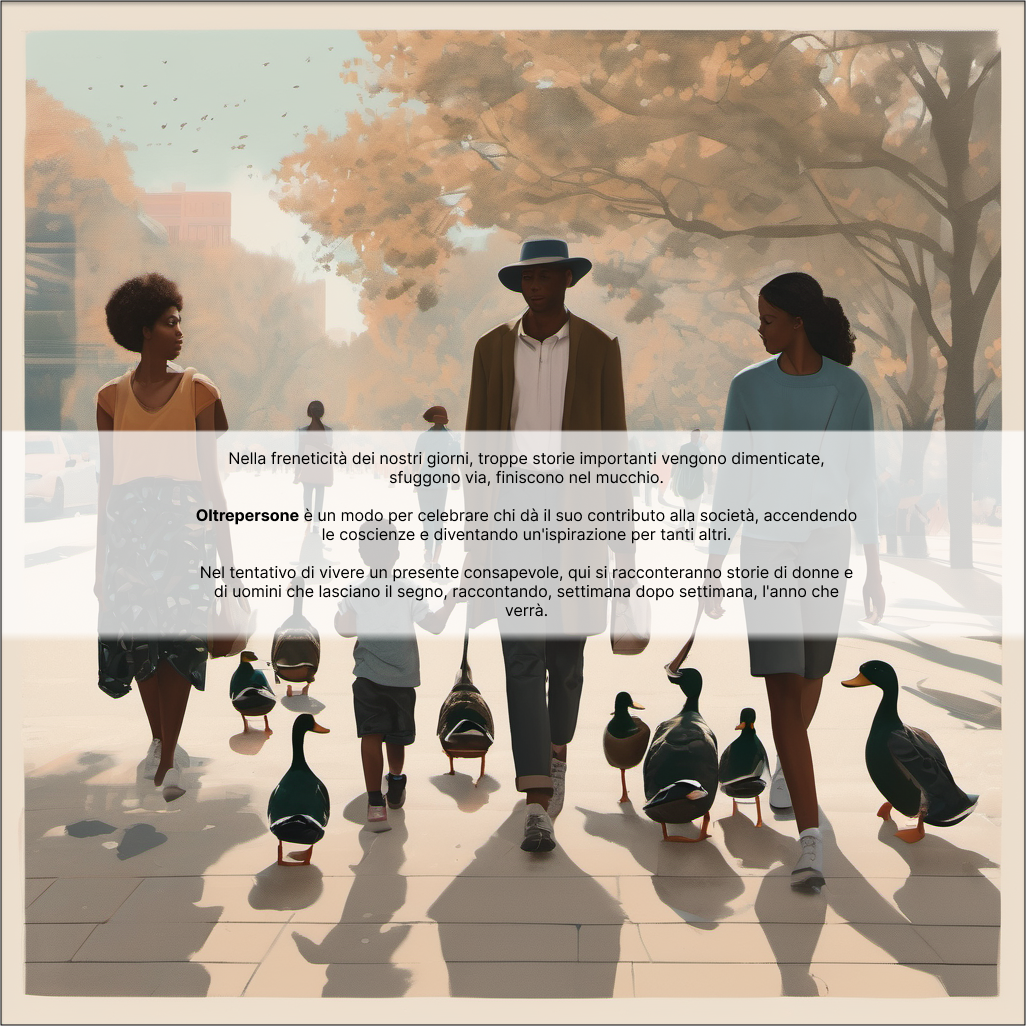 Nella freneticità dei nostri giorni, troppe storie importanti vengono dimenticate,
sfuggono via, finiscono nel mucchio.
Oltrepersone è un modo per celebrare chi dà il suo contributo alla società, accendendo
le coscienze e diventando un'ispirazione per tanti altri.
Nel tentativo di vivere un presente consapevole, qui si racconteranno storie di donne e
di uomini che lasciano il segno, raccontando, settimana dopo settimana, l'anno che
verrà.